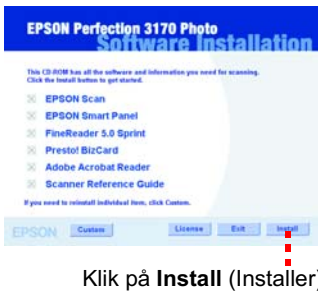 EPSON Perfection 3170 Photo
Software Installation
This CD-ROM has all the software and information you need for scanning.
Click the Install button to get started.
EPSON Scan
EPSON Smart Panel
FineReader 5.0 Sprint
Presto! BizCard
Adobe Acrobat Reader
Scanner Reference Guide
If you need to reinstall individual item, click Custom.
EPSON Custom License Exit Install
Klik på Install (Installer)